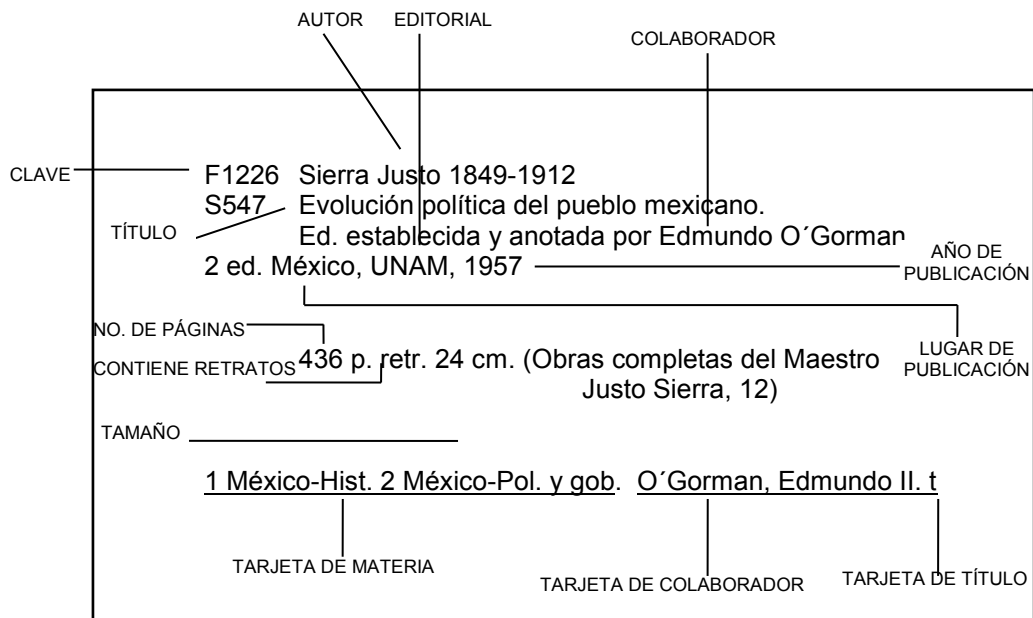 AUTOR EDITORIAL
COLABORADOR
CLAVE
F1226 Sierra Justo 1849-1912
S547 Evolución política del pueblo mexicano.
TÍTULO
Ed. establecida y anotada por Edmundo O´Gorman
2 ed. México, UNAM, 1957
AÑO DE
PUBLICACIÓN
NO. DE PÁGINAS
CONTIENE RETRATOS
436 p. retr. 24 cm. (Obras completas del Maestro
Justo Sierra, 12)
LUGAR DE
PUBLICACIÓN
TAMAÑO
1 México-Hist. 2 México-Pol. y gob. O´Gorman, Edmundo II. t
TARJETA DE MATERIA
TARJETA DE COLABORADOR
TARJETA DE TÍTULO